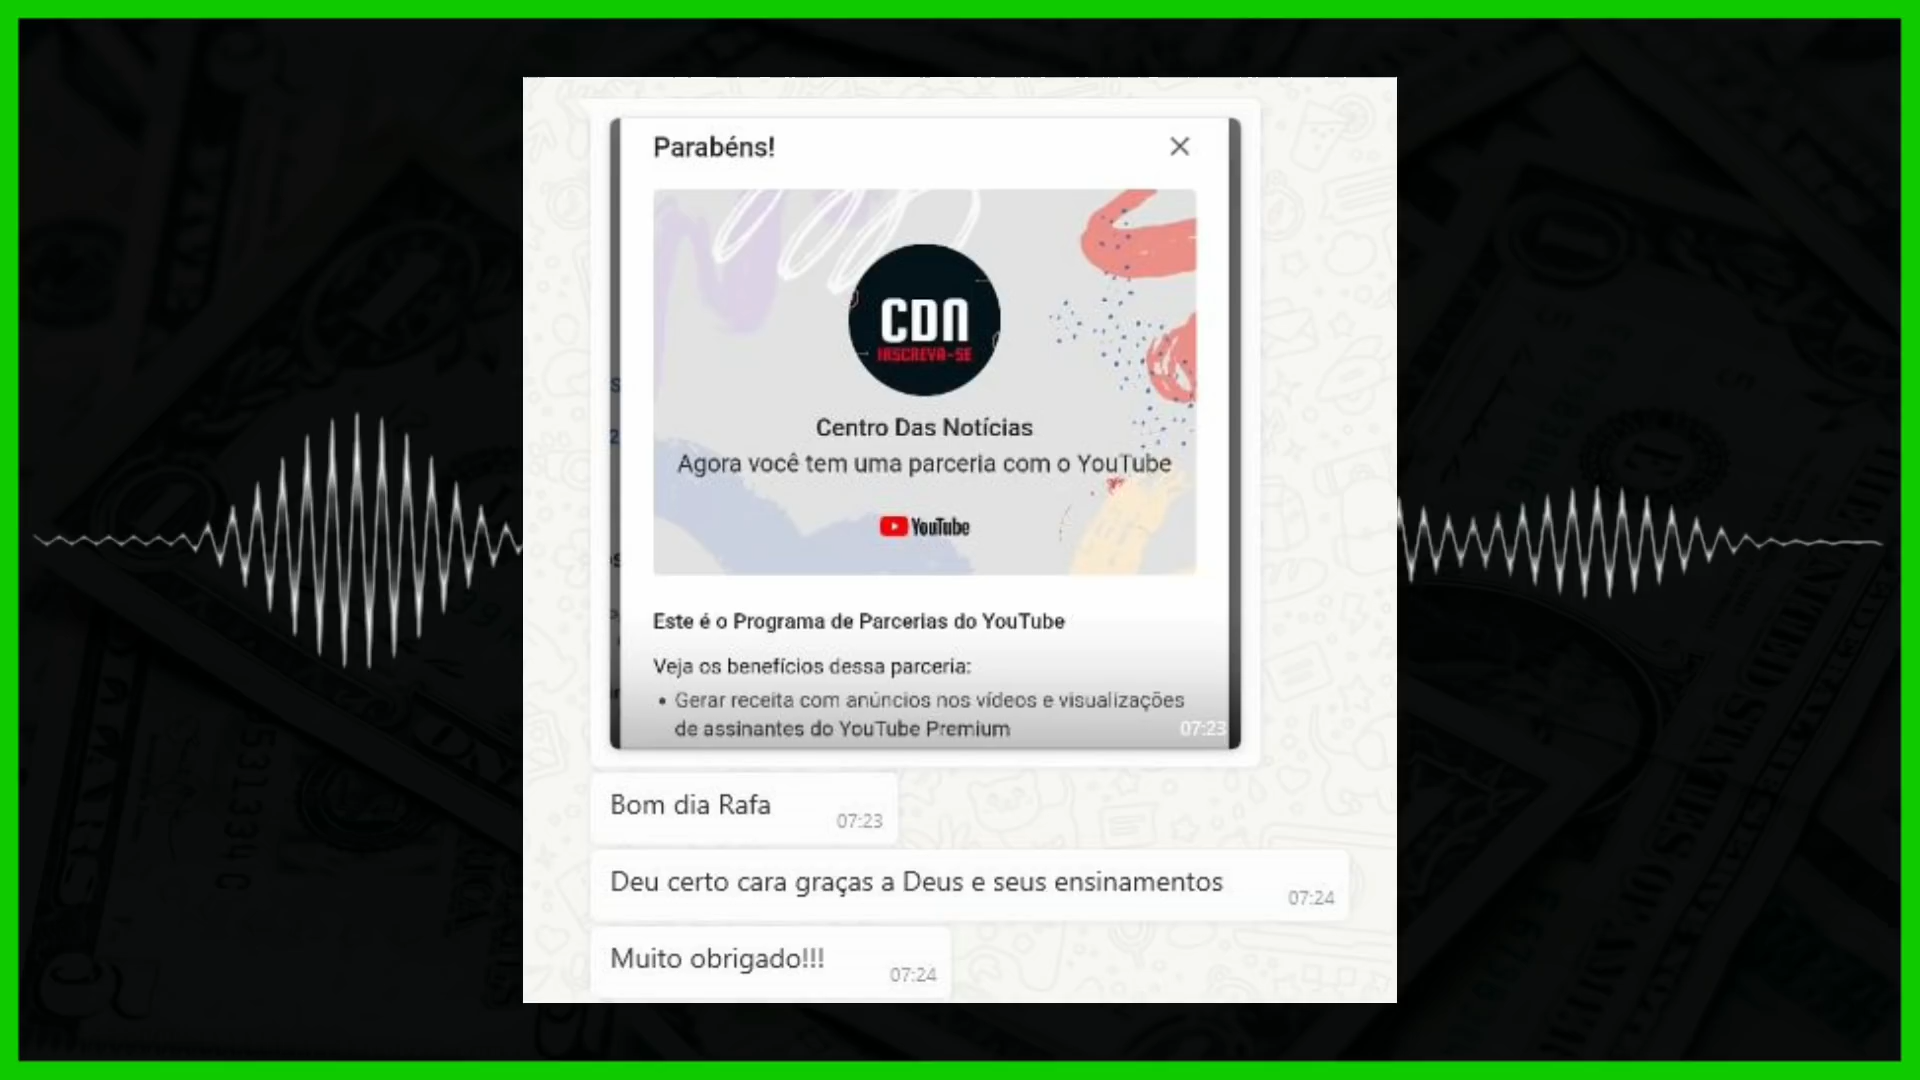 Parabéns!
CDN
INSCREVA-SE
Centro Das Notícias
Agora você tem uma parceria com o YouTube
YouTube
Este é o Programa de Parcerias do YouTube
Veja os benefícios dessa parceria:
• Gerar receita com anúncios nos vídeos e visualizações
de assinantes do YouTube Premium
07:23
Bom dia Rafa
07:23
Deu certo cara graças a Deus e seus ensinamentos
07:24
Muito obrigado!!!
07:24